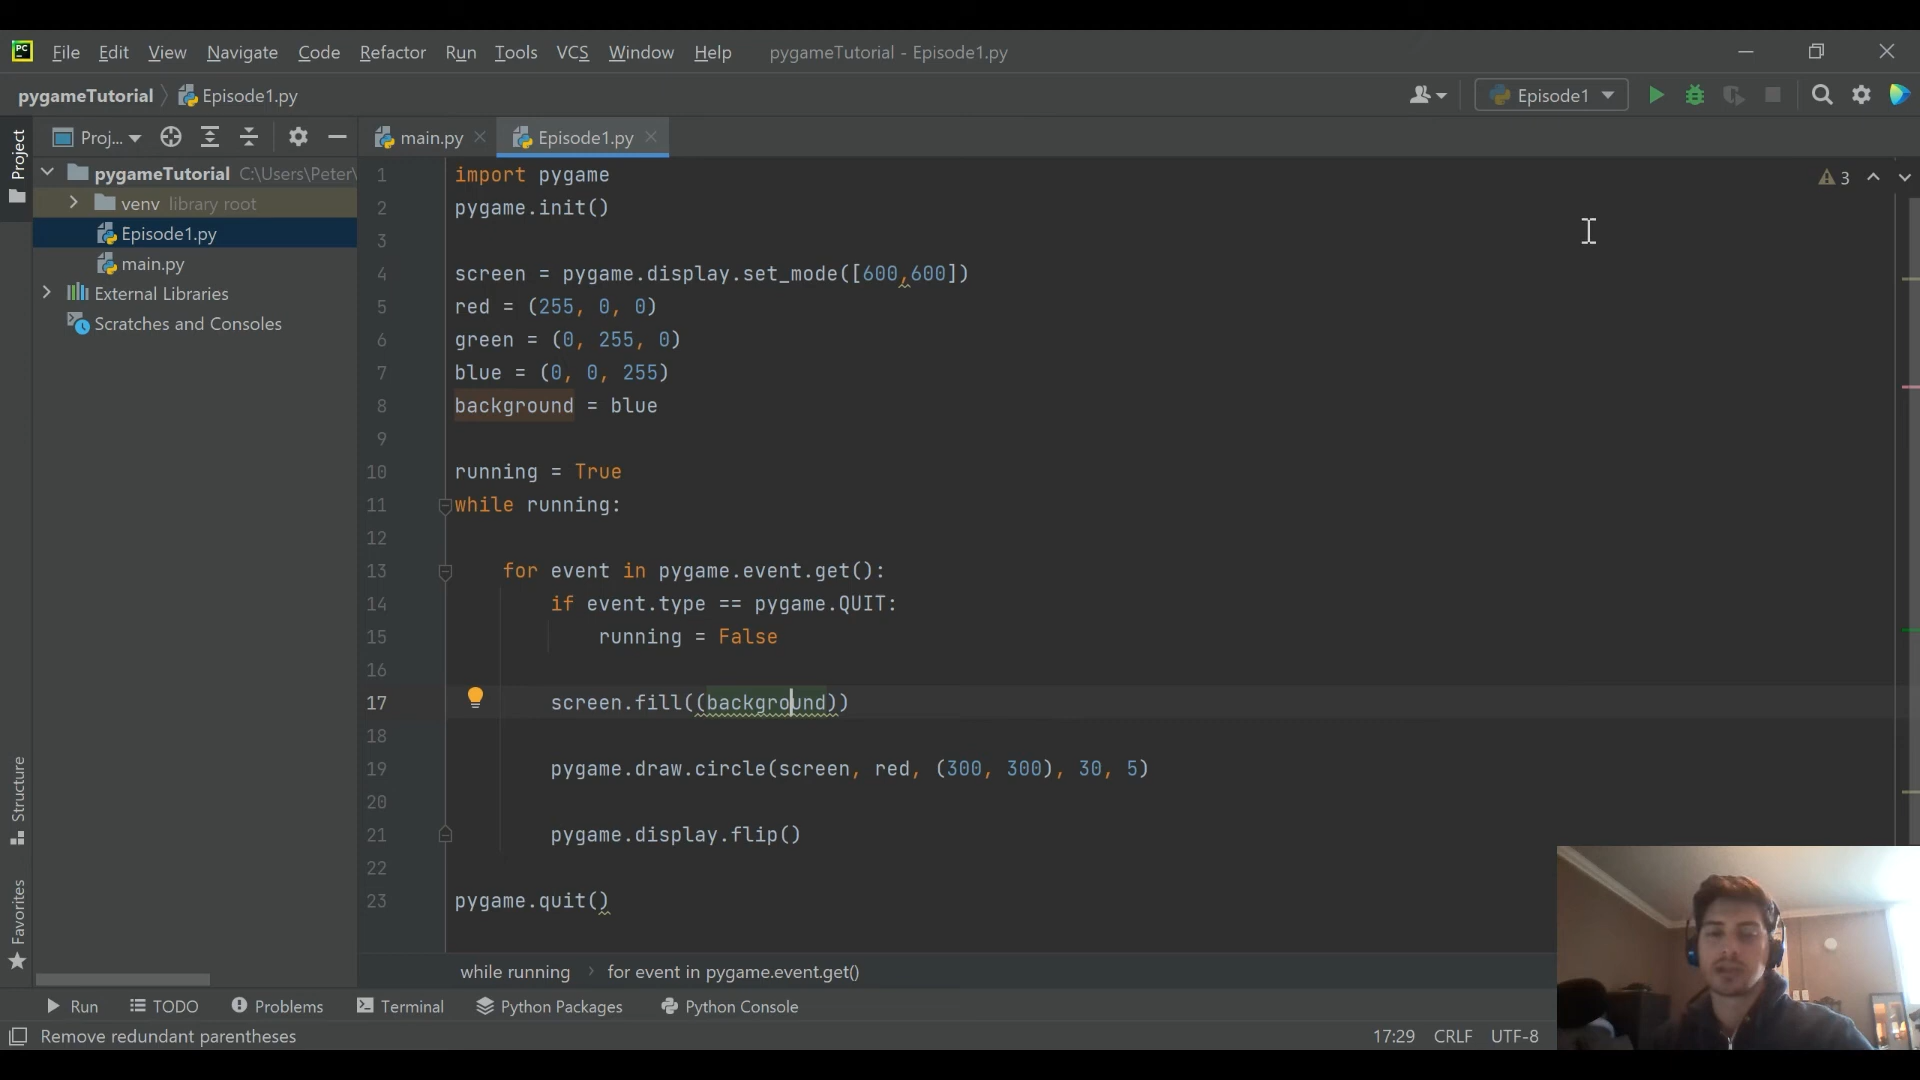 PC File Edit View Navigate Code Refactor Run Tools VCS Window Help pygameTutorial - Episode1.py
pygameTutorial Episode1.py Episode1
Project Proj... main.py Episode1.py
pygameTutorial C:\Users\Peter\
venv library root
Episode1.py
main.py
External Libraries
Scratches and Consoles
Structure
Favorites
3
1 import pygame
2 pygame.init()
3
4 screen = pygame.display.set_mode([600,600])
5 red = (255, 0, 0)
6 green = (0, 255, 0)
7 blue = (0, 0, 255)
8 background = blue
9
10 running = True
11 while running:
12
13 for event in pygame.event.get():
14 if event.type == pygame.QUIT:
15 running = False
16
17 screen.fill((background))
18
19 pygame.draw.circle(screen, red, (300, 300), 30, 5)
20
21 pygame.display.flip()
22
23 pygame.quit()
while running › for event in pygame.event.get()
Run TODO Problems Terminal Python Packages Python Console
Remove redundant parentheses 17:29 CRLF UTF-8